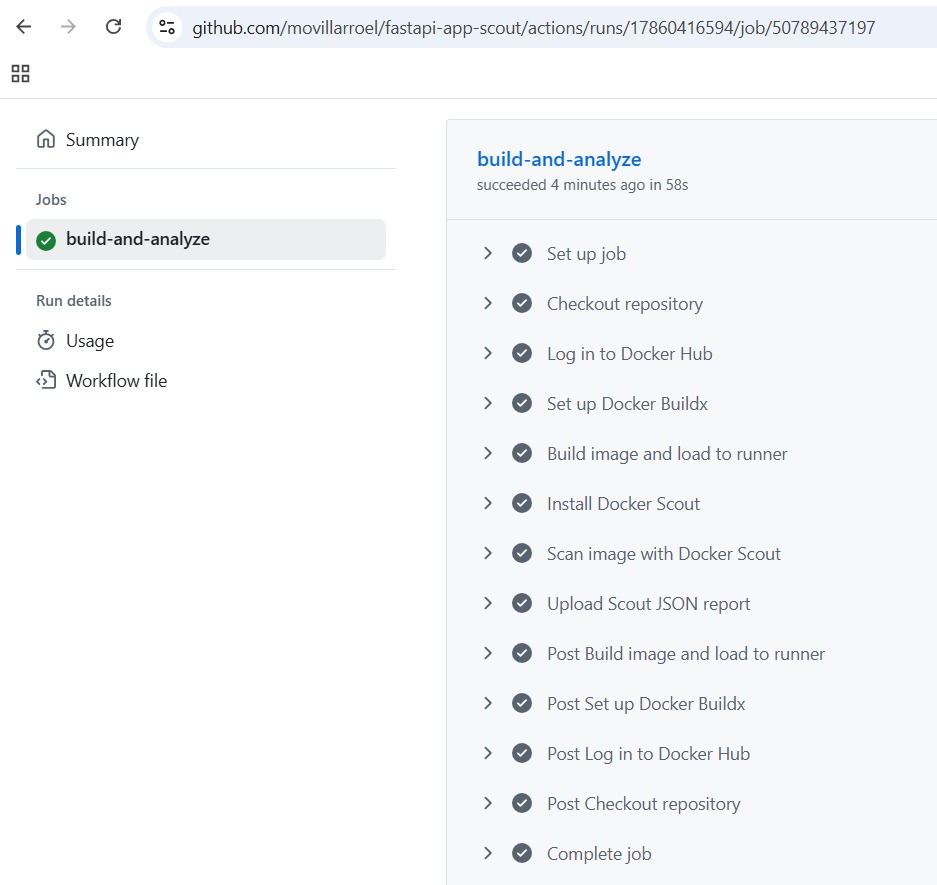 github.com/movillarroel/fastapi-app-scout/actions/runs/17860416594/job/50789437197
Summary
Jobs
build-and-analyze
Run details
Usage
Workflow file
build-and-analyze
succeeded 4 minutes ago in 58s
Set up job
Checkout repository
Log in to Docker Hub
Set up Docker Buildx
Build image and load to runner
Install Docker Scout
Scan image with Docker Scout
Upload Scout JSON report
Post Build image and load to runner
Post Set up Docker Buildx
Post Log in to Docker Hub
Post Checkout repository
Complete job